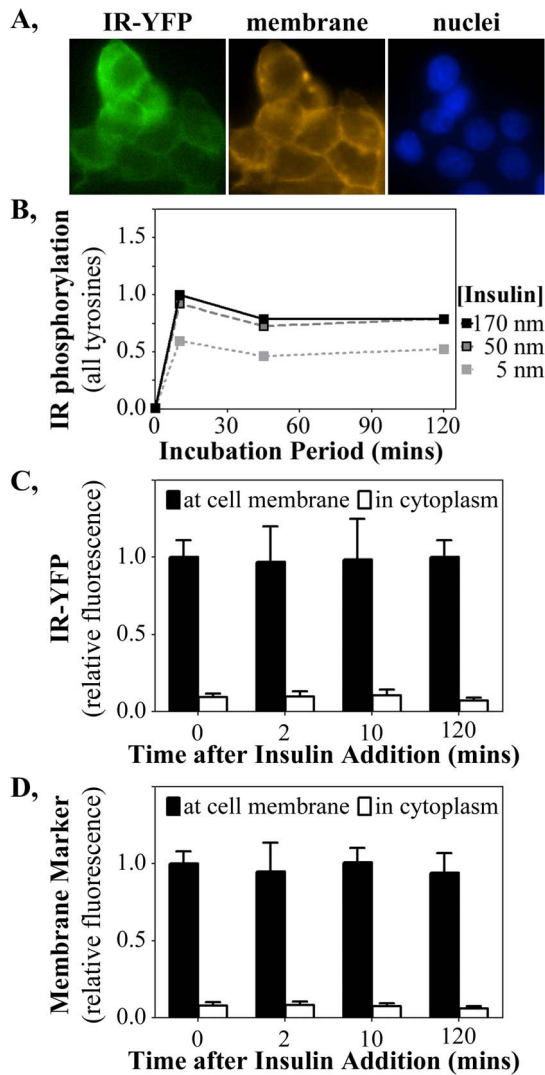 A,
IR-YFP membrane nuclei
B,
IR phosphorylation
(all tyrosines)
1.5
1.0
0.5
0.0
0 30 60 90 120
Incubation Period (mins)
[Insulin]
170 nm
50 nm
5 nm
C,
IR-YFP
(relative fluorescence)
at cell membrane in cytoplasm
1.0
0.5
0.0
0 2 10 120
Time after Insulin Addition (mins)
D,
Membrane Marker
(relative fluorescence)
at cell membrane in cytoplasm
1.0
0.5
0.0
0 2 10 120
Time after Insulin Addition (mins)